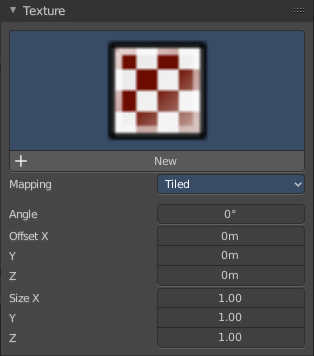 Texture
New
Mapping Tiled
Angle 0°
Offset X 0m
Y 0m
Z 0m
Size X 1.00
Y 1.00
Z 1.00